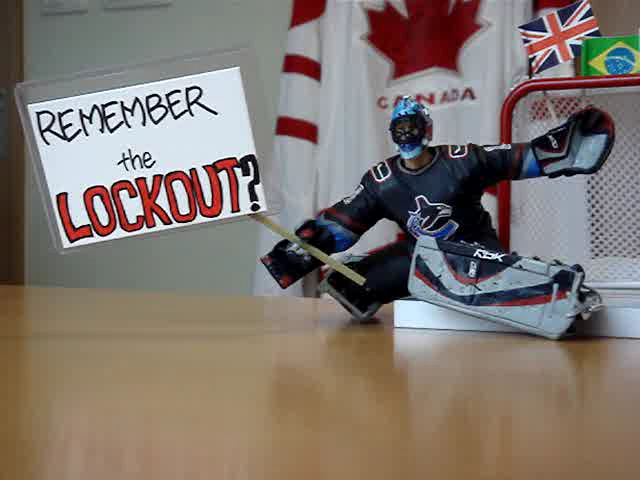 REMEMBER
the
LOCKOUT?
CANADA
RBK